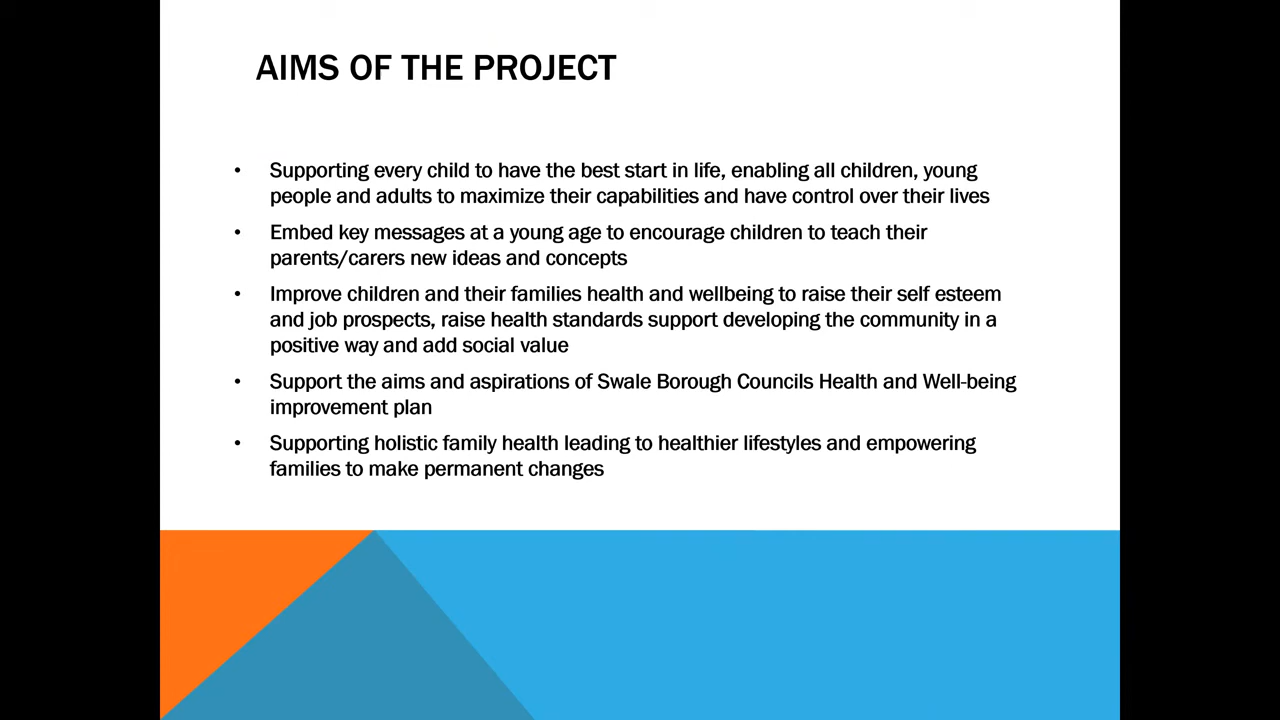 AIMS OF THE PROJECT
• Supporting every child to have the best start in life, enabling all children, young
people and adults to maximize their capabilities and have control over their lives
• Embed key messages at a young age to encourage children to teach their
parents/carers new ideas and concepts
• Improve children and their families health and wellbeing to raise their self esteem
and job prospects, raise health standards support developing the community in a
positive way and add social value
• Support the aims and aspirations of Swale Borough Councils Health and Well-being
improvement plan
• Supporting holistic family health leading to healthier lifestyles and empowering
families to make permanent changes